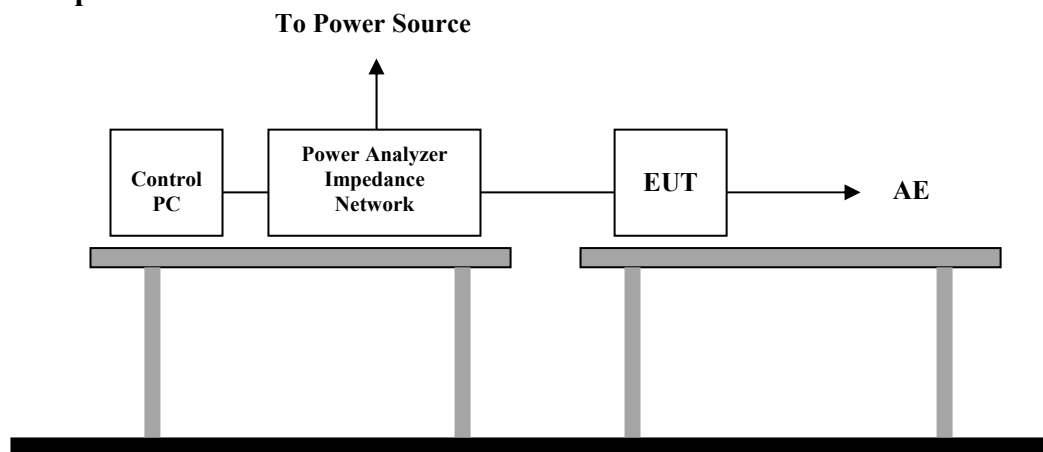 To Power Source
Control
PC
Power Analyzer
Impedance
Network
EUT
AE